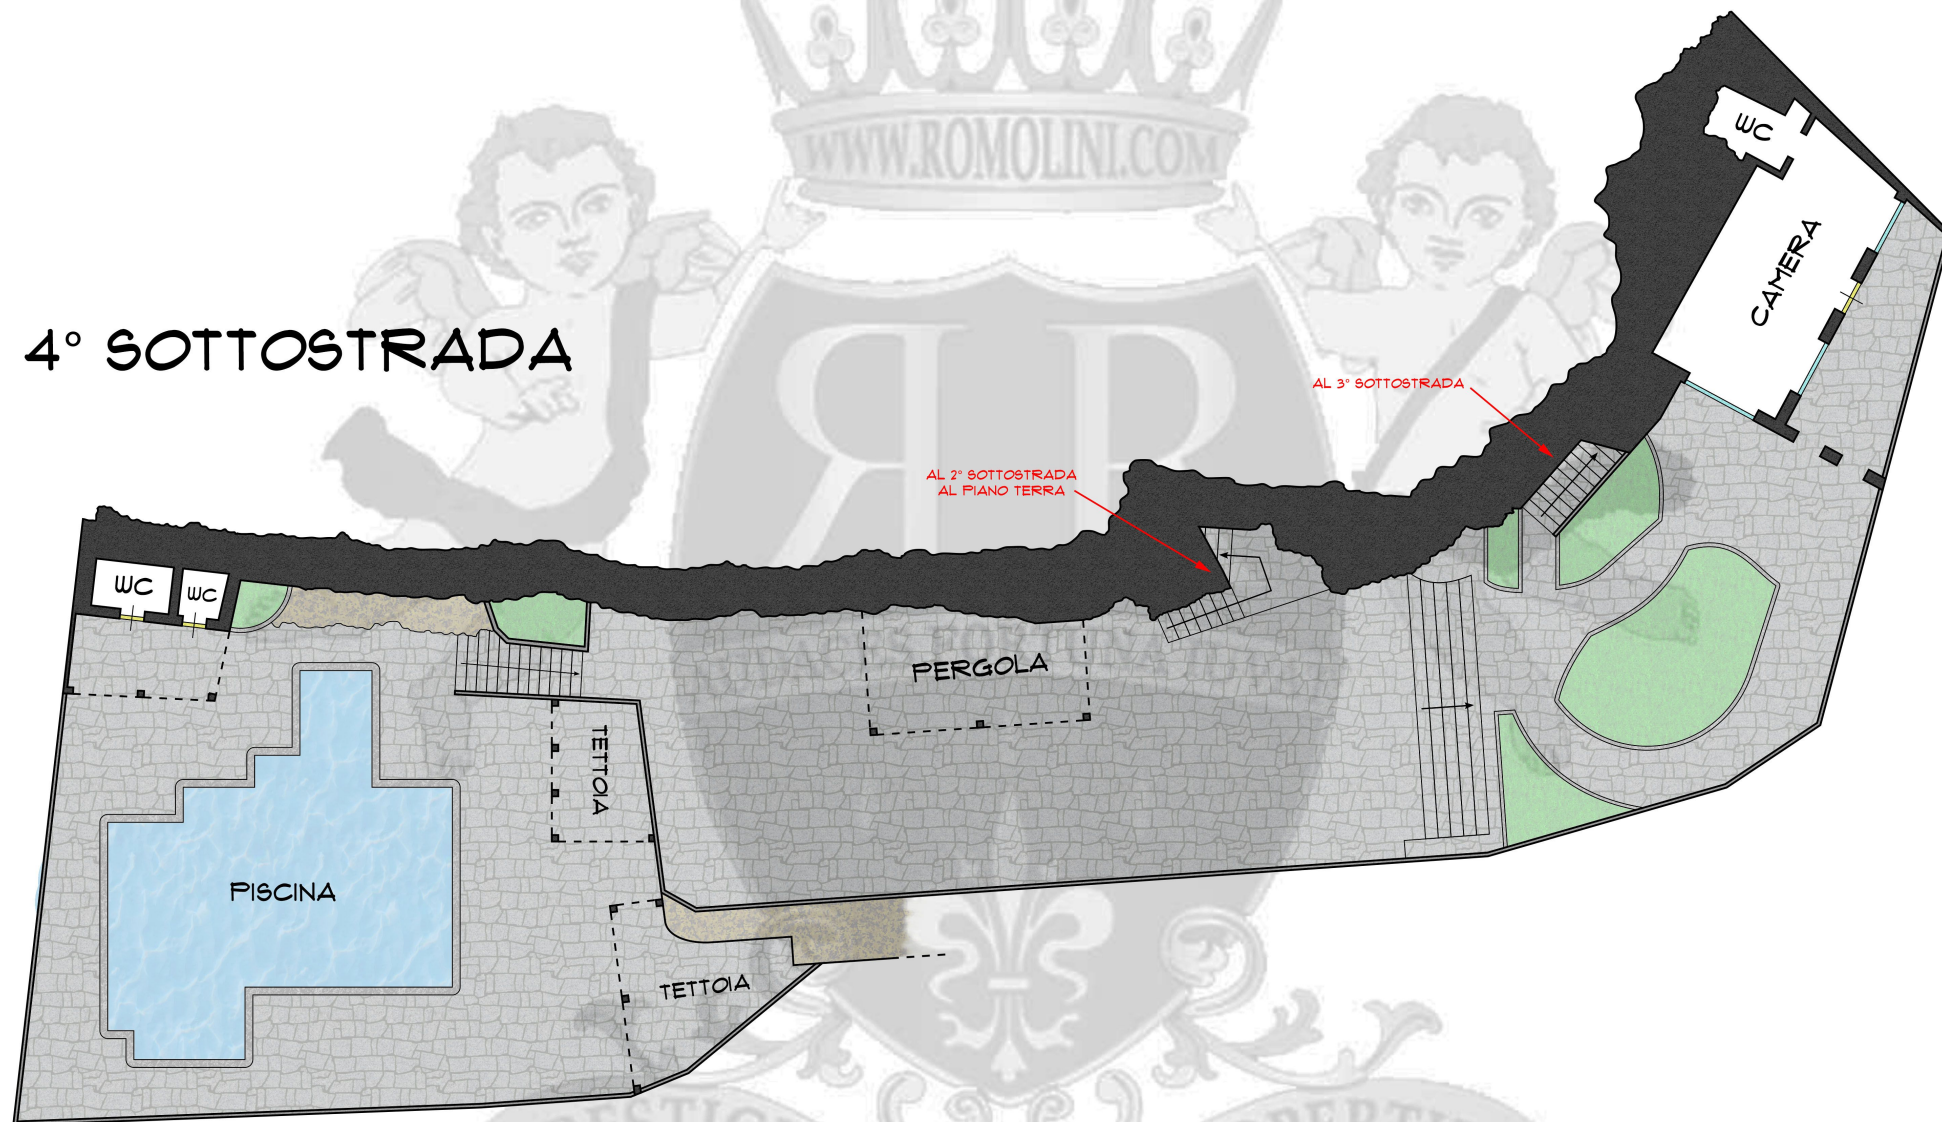 WWW.ROMOLINI.COM
WC
CAMERA
4° SOTTOSTRADA
AL 3° SOTTOSTRADA
AL 2° SOTTOSTRADA
AL PIANO TERRA
WC
WC
PERGOLA
TETTOIA
PISCINA
TETTOIA